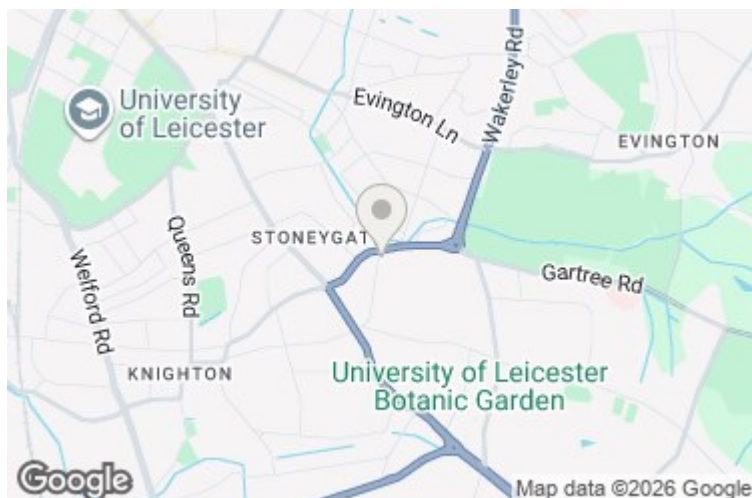 University
of Leicester
Evington Ln
Wakerley Rd
EVINGTON
Queens Rd
STONEYGAT
Welford Rd
Gartree Rd
KNIGHTON
University of Leicester
Botanic Garden
Google
Map data ©2026 Google